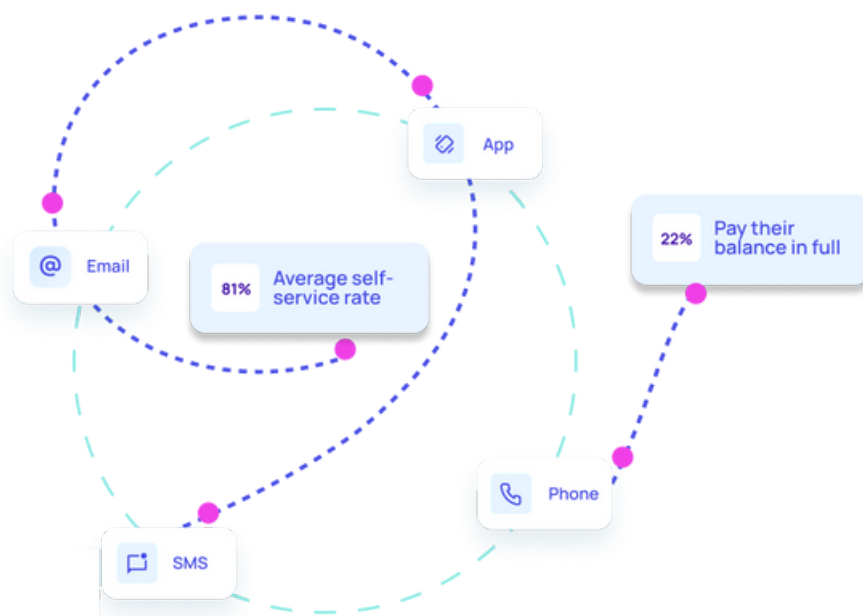 App
Email
@
81%
Average self-
service rate
22%
Pay their
balance in full
Phone
SMS